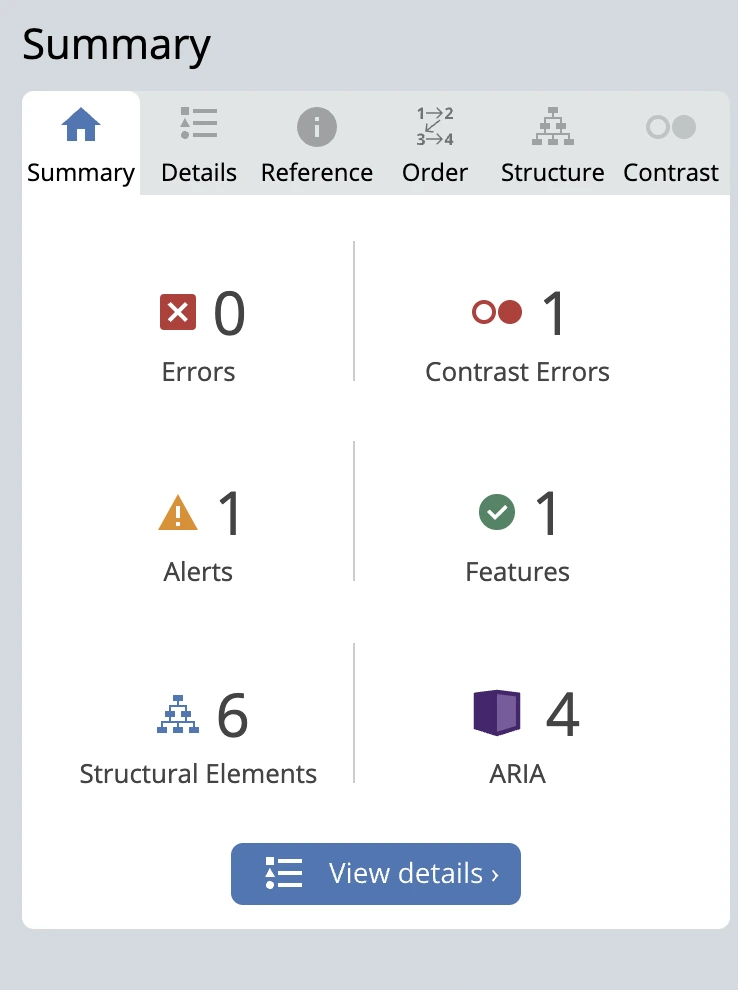 Summary
1→2
3→4
Summary Details Reference Order Structure Contrast
0 1
Errors Contrast Errors
1 1
Alerts Features
6 4
Structural Elements ARIA
View details ›